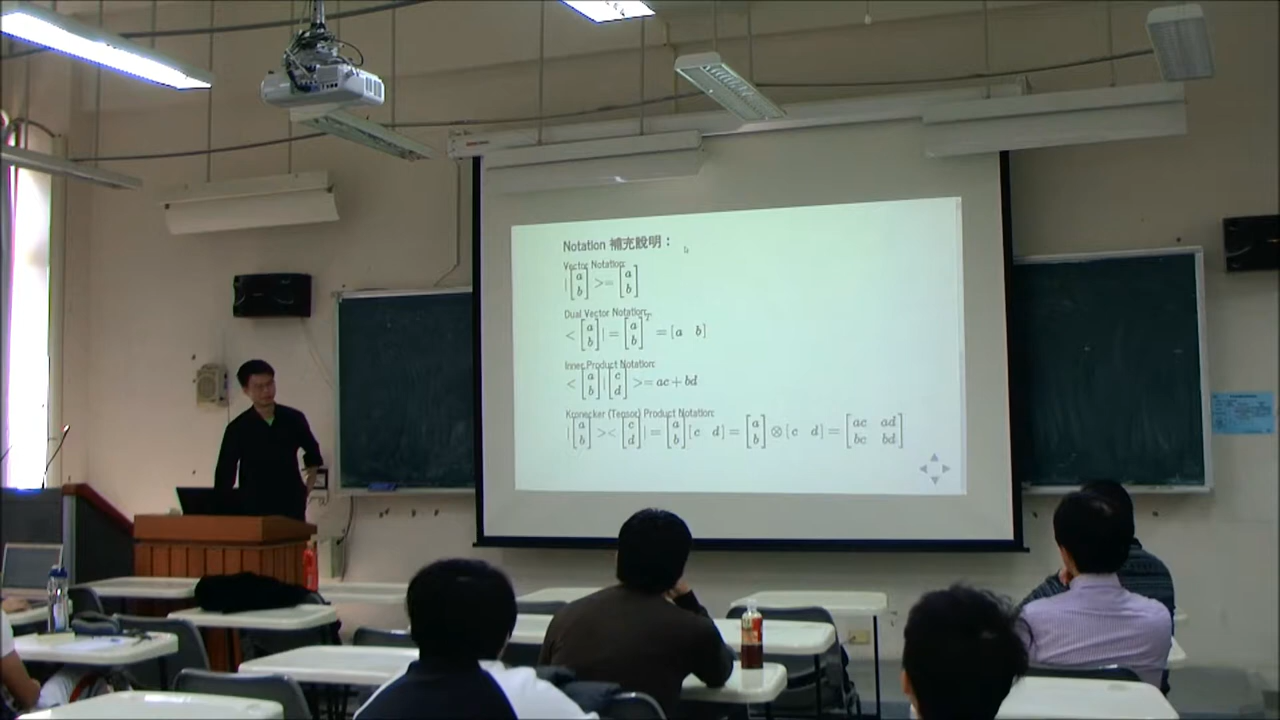 Notation 補充說明：
Vector Notation:
|[a b]>=[a b]
Dual Vector Notation:
<[a b]|=[a b]^T=[a b]
Inner Product Notation:
<[a b]|[c d]>=ac+bd
Kronecker (Tensor) Product Notation:
|[a b]><[c d]|=[a b][c d]=[a b]⊗[c d]=[ac ad bc bd]